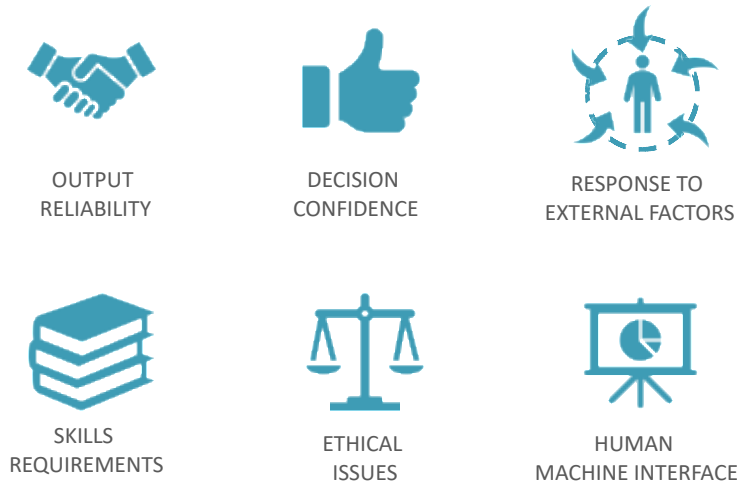 OUTPUT
RELIABILITY
DECISION
CONFIDENCE
RESPONSE TO
EXTERNAL FACTORS
SKILLS
REQUIREMENTS
ETHICAL
ISSUES
HUMAN
MACHINE INTERFACE